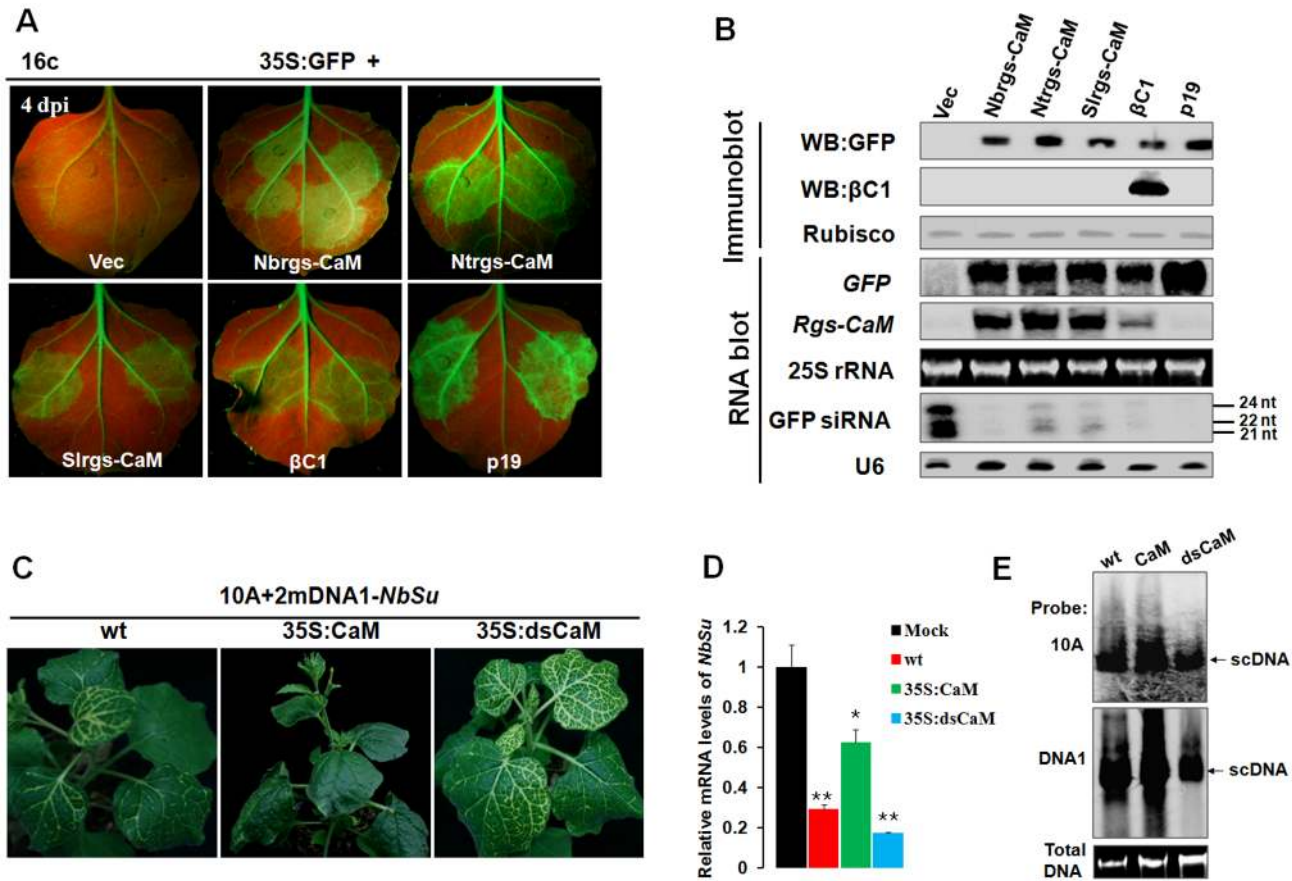 A
16c 35S:GFP +
4 dpi
Vec Nbrgs-CaM Ntrgs-CaM
Slrgs-CaM βC1 p19
B
Vec Nbrgs-CaM Ntrgs-CaM Slrgs-CaM βC1 p19
Immunoblot
WB:GFP
WB:βC1
Rubisco
RNA blot
GFP
Rgs-CaM
25S rRNA
GFP siRNA
24 nt
22 nt
21 nt
U6
C
10A+2mDNA1-NbSu
wt 35S:CaM 35S:dsCaM
D
Relative mRNA levels of NbSu
1.2
1
0.8
0.6
0.4
0.2
0
Mock
wt
35S:CaM
35S:dsCaM
**
*
**
E
wt CaM dsCaM
Probe:
10A
scDNA
DNA1
scDNA
Total
DNA